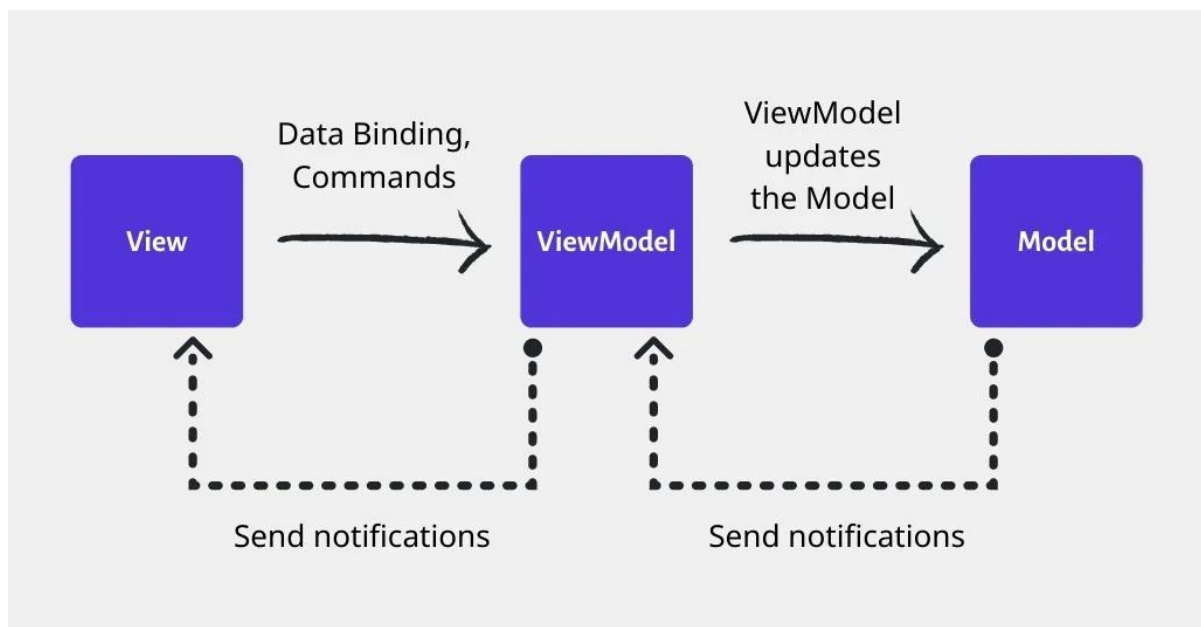 Data Binding,
Commands
ViewModel
updates
the Model
View
ViewModel
Model
Send notifications
Send notifications